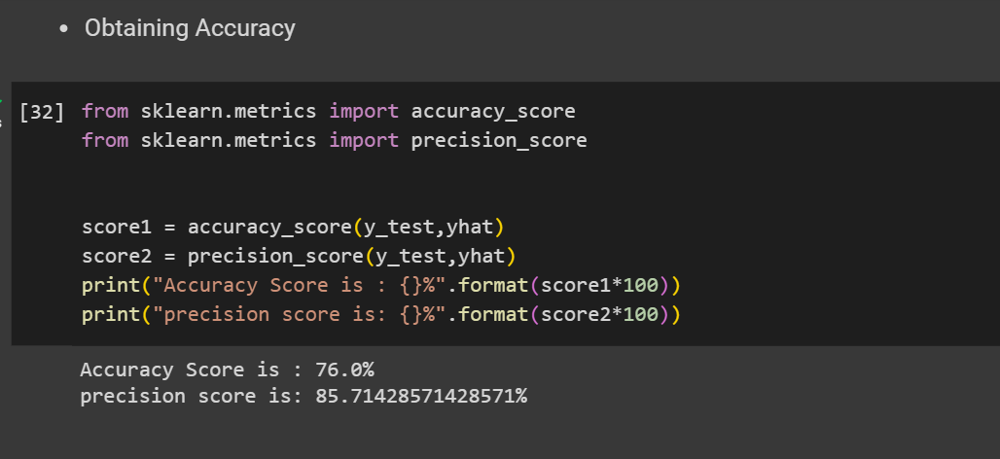 • Obtaining Accuracy
[32] from sklearn.metrics import accuracy_score
from sklearn.metrics import precision_score
score1 = accuracy_score(y_test,yhat)
score2 = precision_score(y_test,yhat)
print("Accuracy Score is : {}%".format(score1*100))
print("precision score is: {}%".format(score2*100))
Accuracy Score is : 76.0%
precision score is: 85.71428571428571%